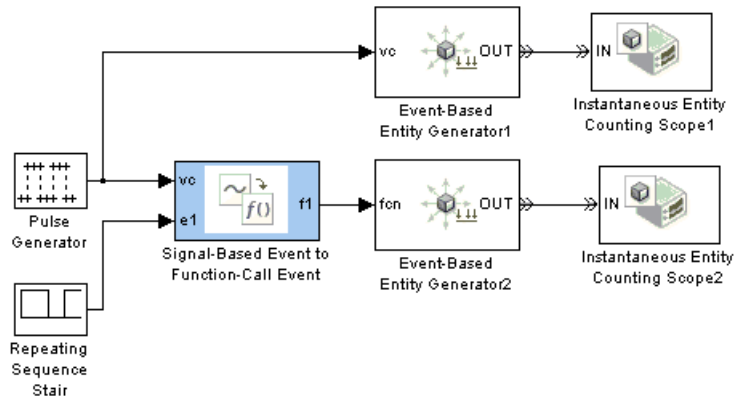 vc
OUT
IN
Event-Based
Entity Generator1
Instantaneous Entity
Counting Scope1
Pulse
Generator
vc
e1
f()
f1
Signal-Based Event to
Function-Call Event
fcn
OUT
IN
Event-Based
Entity Generator2
Instantaneous Entity
Counting Scope2
Repeating
Sequence
Stair